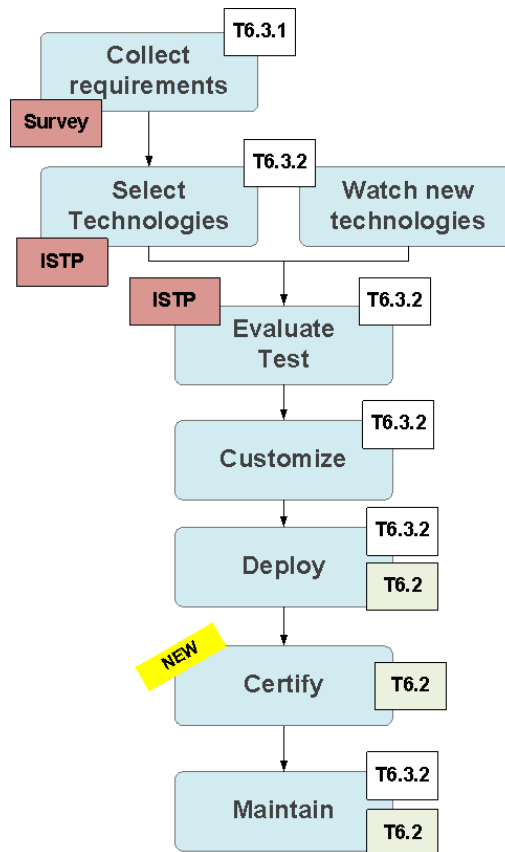 T6.3.1
Collect
requirements
Survey
T6.3.2
Select
Technologies
Watch new
technologies
ISTP
ISTP
T6.3.2
Evaluate
Test
T6.3.2
Customize
T6.3.2
Deploy
T6.2
NEW
Certify
T6.2
T6.3.2
Maintain
T6.2